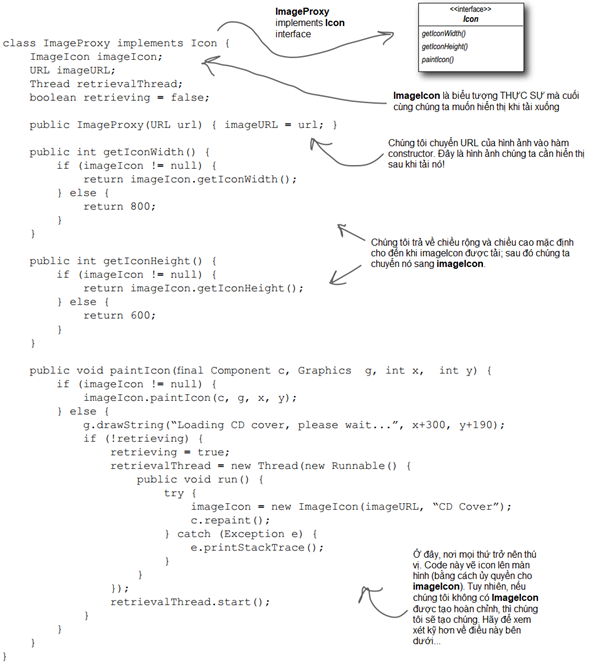 ImageProxy
implements Icon
interface
<<interface>>
Icon
getIconWidth()
getIconHeight()
paintIcon()
class ImageProxy implements Icon {
ImageIcon imageIcon;
URL imageURL;
Thread retrievalThread;
boolean retrieving = false;
ImageIcon là biểu tượng THỰC SỰ mà cuối
cùng chúng ta muốn hiển thị khi tải xuống
public ImageProxy(URL url) { imageURL = url; }
Chúng tôi chuyển URL của hình ảnh vào hàm
constructor. Đây là hình ảnh chúng ta cần hiển thị
sau khi tải nó!
public int getIconWidth() {
if (imageIcon != null) {
return imageIcon.getIconWidth();
} else {
return 800;
}
}
Chúng tôi trả về chiều rộng và chiều cao mặc định
cho đến khi imageIcon được tải; sau đó chúng ta
chuyển nó sang imageIcon.
public int getIconHeight() {
if (imageIcon != null) {
return imageIcon.getIconHeight();
} else {
return 600;
}
}
public void paintIcon(final Component c, Graphics  g, int x,  int y) {
if (imageIcon != null) {
imageIcon.paintIcon(c, g, x, y);
} else {
g.drawString(“Loading CD cover, please wait...”, x+300, y+190);
if (!retrieving) {
retrieving = true;
retrievalThread = new Thread(new Runnable() {
public void run() {
try {
imageIcon = new ImageIcon(imageURL, “CD Cover”);
c.repaint();
} catch (Exception e) {
e.printStackTrace();
}
}
});
retrievalThread.start();
}
}
}
}
Ở đây, nơi mọi thứ trở nên thú
vị. Code này vẽ icon lên màn
hình (bằng cách ủy quyền cho
imageIcon). Tuy nhiên, nếu
chúng tôi không có ImageIcon
được tạo hoàn chỉnh, thì chúng
tôi sẽ tạo chúng. Hãy để xem
xét kỹ hơn về điều này bên
dưới...